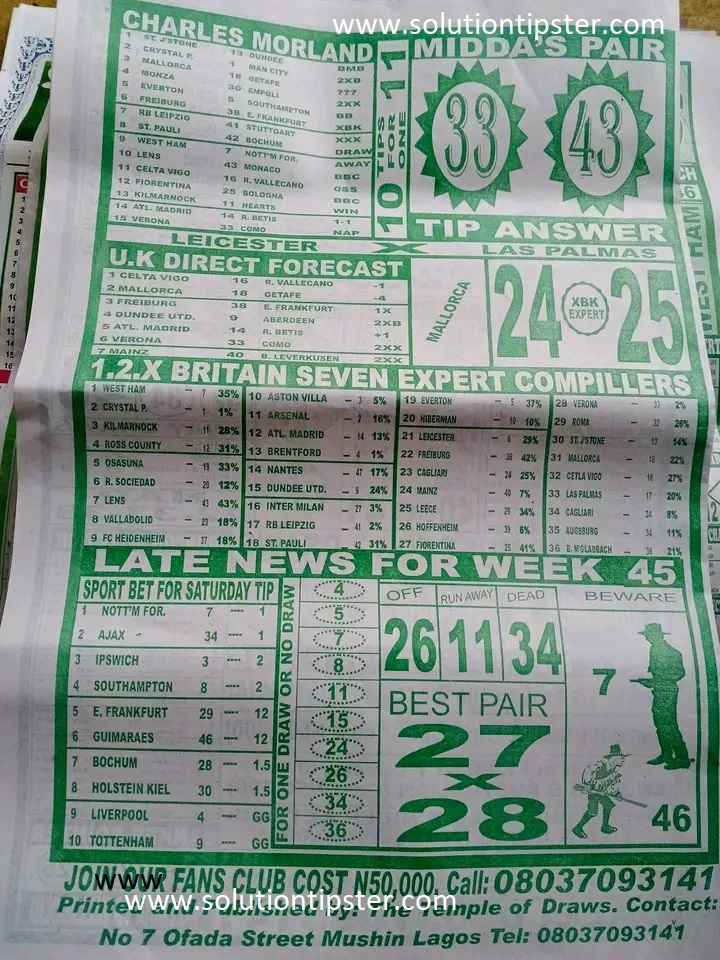 www.solutiontipster.com
CHARLES MORLAND
1 ST. J'STONE 13 DUNDEE
2 CRYSTAL P. 1 MAN CITY BMB
3 MALLORCA 18 GETAFE 2XB
4 MONZA 30 EMPOLI ???
5 EVERTON 5 SOUTHAMPTON 2XX
6 FREIBURG 38 E. FRANKFURT BB
7 RB LEIPZIG 41 STUTTGART XBK
8 ST. PAULI 42 BOCHUM XXX
9 WEST HAM 7 NOTT'M FOR. DRAW
10 LENS 43 MONACO AWAY
11 CELTA VIGO 16 R. VALLECANO BBC
12 FIORENTINA 25 BOLOGNA OSS
13 KILMARNOCK 11 HEARTS BBC
14 ATL. MADRID 14 R. BETIS WIN
15 VERONA 33 COMO 1-1
NAP
10 TIPS FOR ONE 11
MIDDA'S PAIR
33 43
TIP ANSWER
LEICESTER X LAS PALMAS
U.K DIRECT FORECAST
1 CELTA VIGO 16 R. VALLECANO -1
2 MALLORCA 18 GETAFE -4
3 FREIBURG 38 E. FRANKFURT 1X
4 DUNDEE UTD. 9 ABERDEEN 2XB
5 ATL. MADRID 14 R. BETIS +1
6 VERONA 33 COMO 2XX
7 MAINZ 40 B. LEVERKUSEN 2XX
MALLORCA
24 XBK EXPERT 25
1.2.X BRITAIN SEVEN EXPERT COMPILLERS
1 WEST HAM - 7 35%
2 CRYSTAL P. - 1 1%
3 KILMARNOCK - 11 28%
4 ROSS COUNTY - 12 31%
5 OSASUNA - 19 33%
6 R. SOCIEDAD - 20 12%
7 LENS - 43 43%
8 VALLADOLID - 23 18%
9 FC HEIDENHEIM - 37 18%
10 ASTON VILLA - 3 5%
11 ARSENAL - 2 16%
12 ATL. MADRID - 14 13%
13 BRENTFORD - 4 1%
14 NANTES - 47 17%
15 DUNDEE UTD. - 9 24%
16 INTER MILAN - 27 3%
17 RB LEIPZIG - 41 2%
18 ST. PAULI - 42 31%
19 EVERTON - 5 37%
20 HIBERNIAN - 10 10%
21 LEICESTER - 6 29%
22 FREIBURG - 38 42%
23 CAGLIARI - 24 25%
24 MAINZ - 40 7%
25 LEECE - 29 34%
26 HOFFENHEIM - 39 6%
27 FIORENTINA - 25 41%
28 VERONA - 33 2%
29 ROMA - 32 26%
30 ST. J'STONE - 13 14%
31 MALLORCA - 18 22%
32 CETLA VIGO - 16 27%
33 LAS PALMAS - 17 20%
34 CAGLIARI - 24 8%
35 AUGSBURG - 34 11%
36 B. M'GLADBACH - 36 21%
LATE NEWS FOR WEEK 45
SPORT BET FOR SATURDAY TIP
1 NOTT'M FOR. 7 ---- 1
2 AJAX - 34 ---- 1
3 IPSWICH 3 ---- 2
4 SOUTHAMPTON 8 ---- 2
5 E. FRANKFURT 29 ---- 12
6 GUIMARAES 46 ---- 12
7 BOCHUM 28 ---- 1.5
8 HOLSTEIN KIEL 30 ---- 1.5
9 LIVERPOOL 4 ---- GG
10 TOTTENHAM 9 ---- GG
FOR ONE DRAW OR NO DRAW
4
5
7
8
11
15
24
26
34
36
OFF RUN AWAY DEAD
26 11 34
BEST PAIR
27
X
28
BEWARE
7
46
JOW OUR FANS CLUB COST N50,000, Call: 08037093141
www
www.solutiontipster.com
Printed and Published by: The Temple of Draws. Contact:
No 7 Ofada Street Mushin Lagos Tel: 08037093141